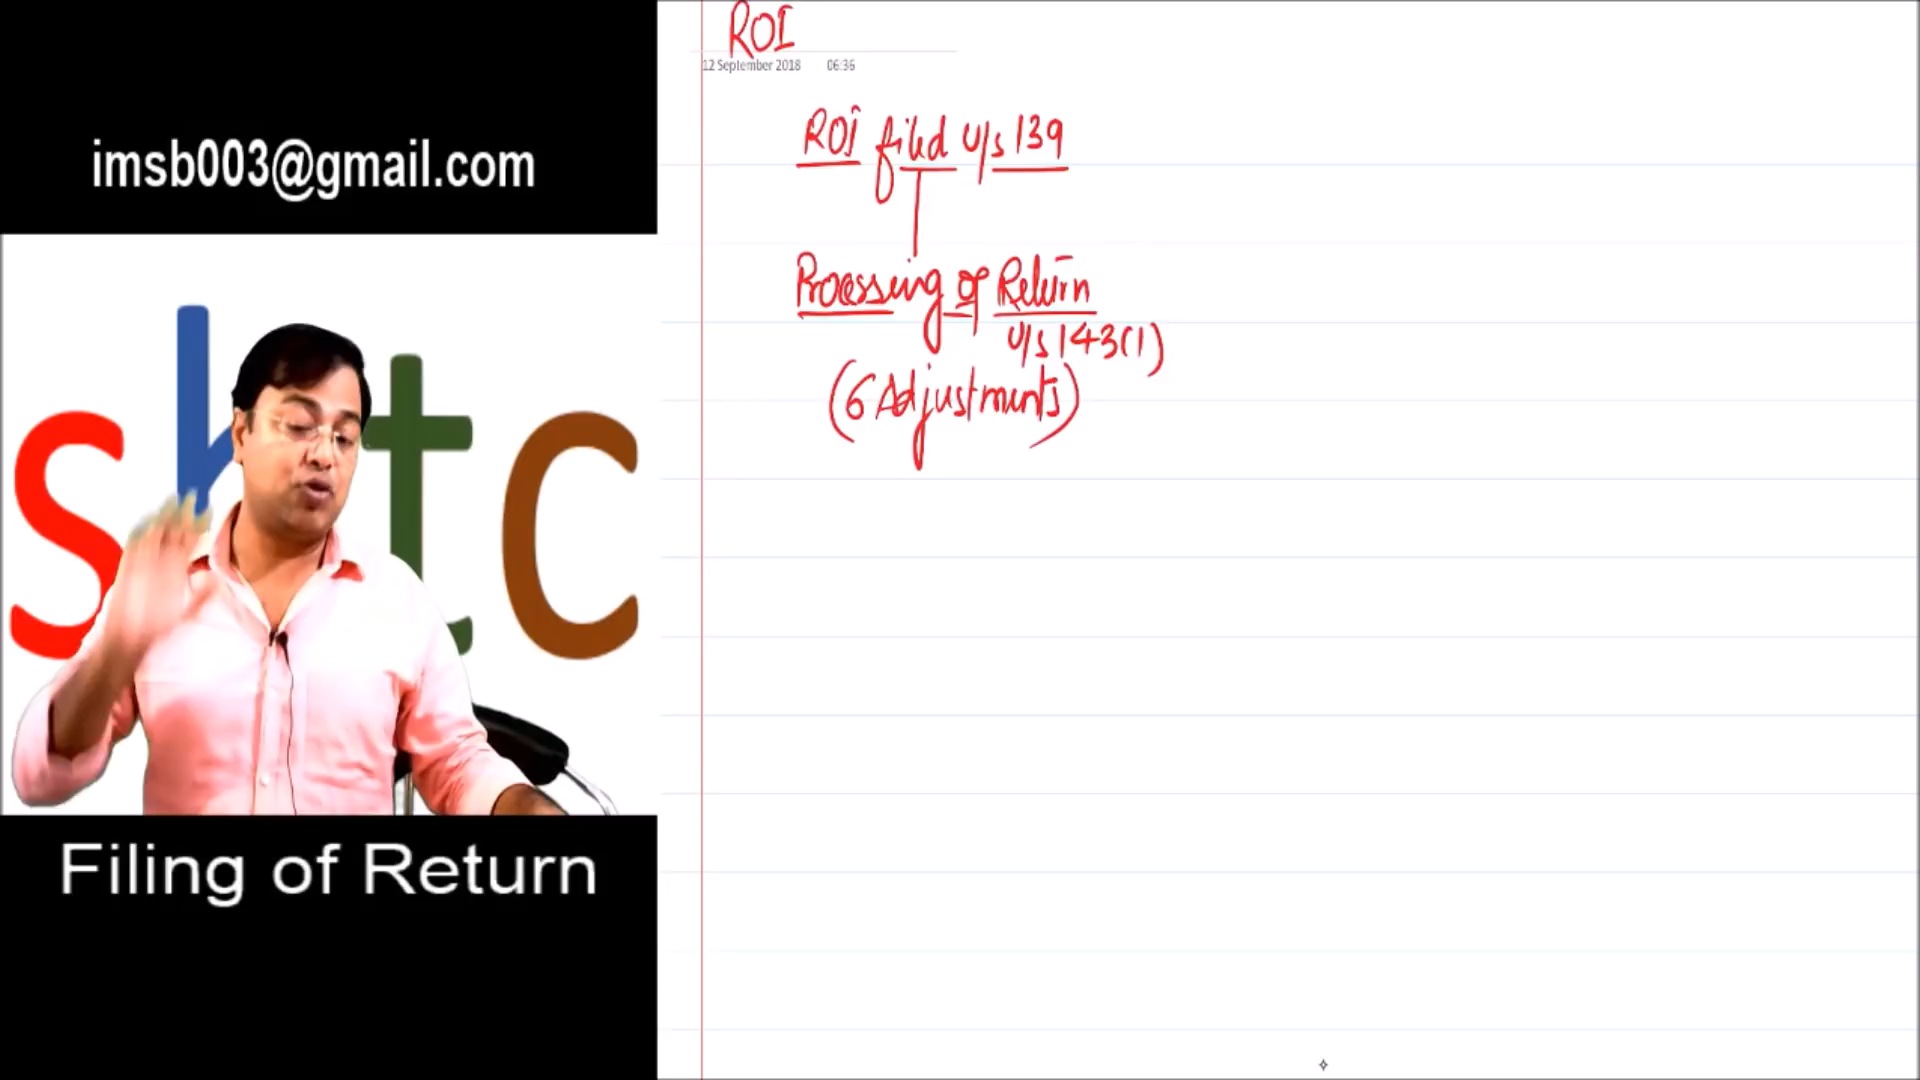 imsb003@gmail.com
shtc
Filing of Return
ROI
12 September 2018 06:36
ROI filed u/s 139
Processing of Return
u/s 143(1)
(6 Adjustments)